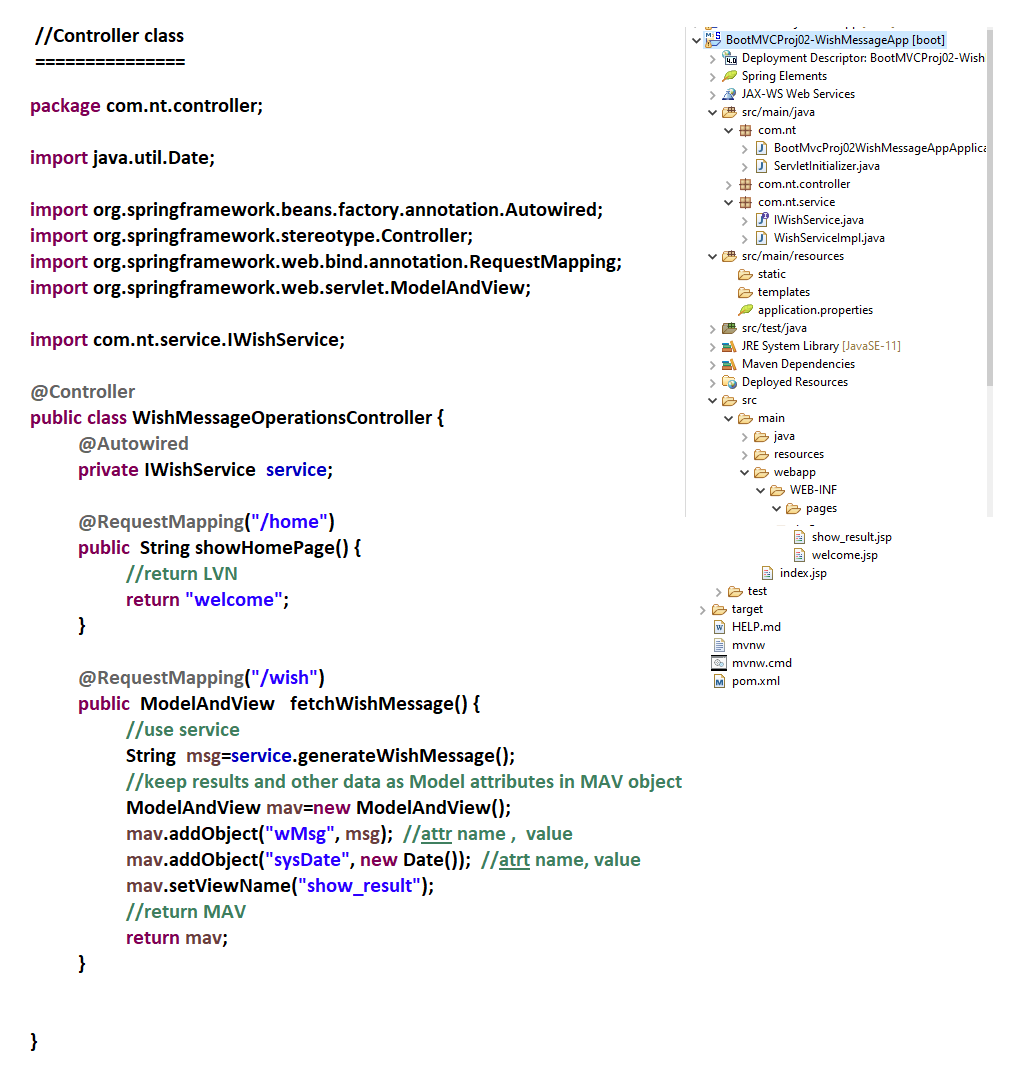 //Controller class
===============
package com.nt.controller;
import java.util.Date;
import org.springframework.beans.factory.annotation.Autowired;
import org.springframework.stereotype.Controller;
import org.springframework.web.bind.annotation.RequestMapping;
import org.springframework.web.servlet.ModelAndView;
import com.nt.service.IWishService;
@Controller
public class WishMessageOperationsController {
@Autowired
private IWishService service;
@RequestMapping("/home")
public String showHomePage() {
//return LVN
return "welcome";
}
@RequestMapping("/wish")
public ModelAndView fetchWishMessage() {
//use service
String msg=service.generateWishMessage();
//keep results and other data as Model attributes in MAV object
ModelAndView mav=new ModelAndView();
mav.addObject("wMsg", msg); //attr name , value
mav.addObject("sysDate", new Date()); //atrt name, value
mav.setViewName("show_result");
//return MAV
return mav;
}
}
BootMVCProj02-WishMessageApp [boot]
Deployment Descriptor: BootMVCProj02-Wish
Spring Elements
JAX-WS Web Services
src/main/java
com.nt
BootMvcProj02WishMessageAppApplica
ServletInitializer.java
com.nt.controller
com.nt.service
IWishService.java
WishServiceImpl.java
src/main/resources
static
templates
application.properties
src/test/java
JRE System Library [JavaSE-11]
Maven Dependencies
Deployed Resources
src
main
java
resources
webapp
WEB-INF
pages
show_result.jsp
welcome.jsp
index.jsp
test
target
HELP.md
mvnw
mvnw.cmd
pom.xml